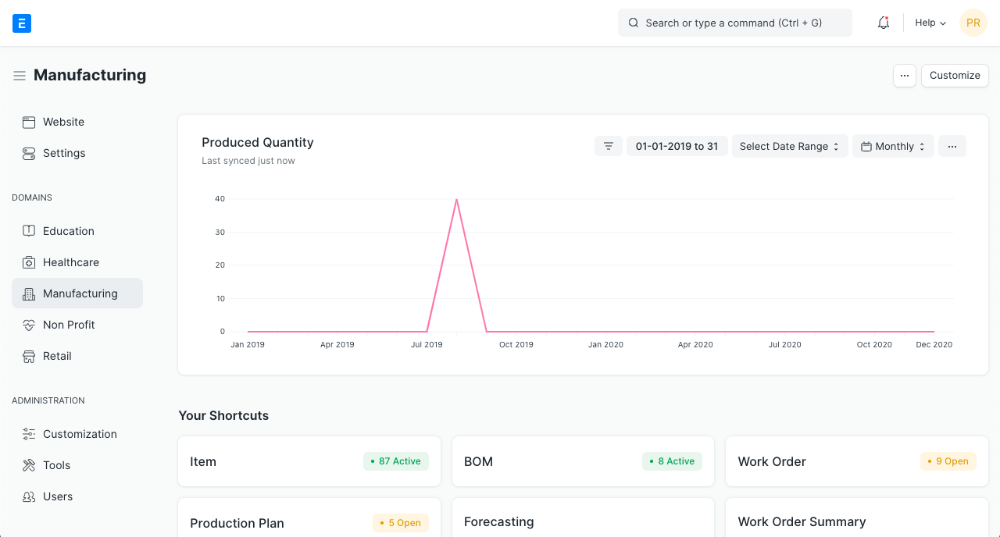 E
Search or type a command (Ctrl + G)
Help
PR
Manufacturing
···
Customize
Website
Settings
DOMAINS
Education
Healthcare
Manufacturing
Non Profit
Retail
ADMINISTRATION
Customization
Tools
Users
Produced Quantity
Last synced just now
01-01-2019 to 31
Select Date Range
Monthly
···
40
30
20
10
0
Jan 2019 Apr 2019 Jul 2019 Oct 2019 Jan 2020 Apr 2020 Jul 2020 Oct 2020 Dec 2020
Your Shortcuts
Item
• 87 Active
BOM
• 8 Active
Work Order
• 9 Open
Production Plan
• 5 Open
Forecasting
Work Order Summary